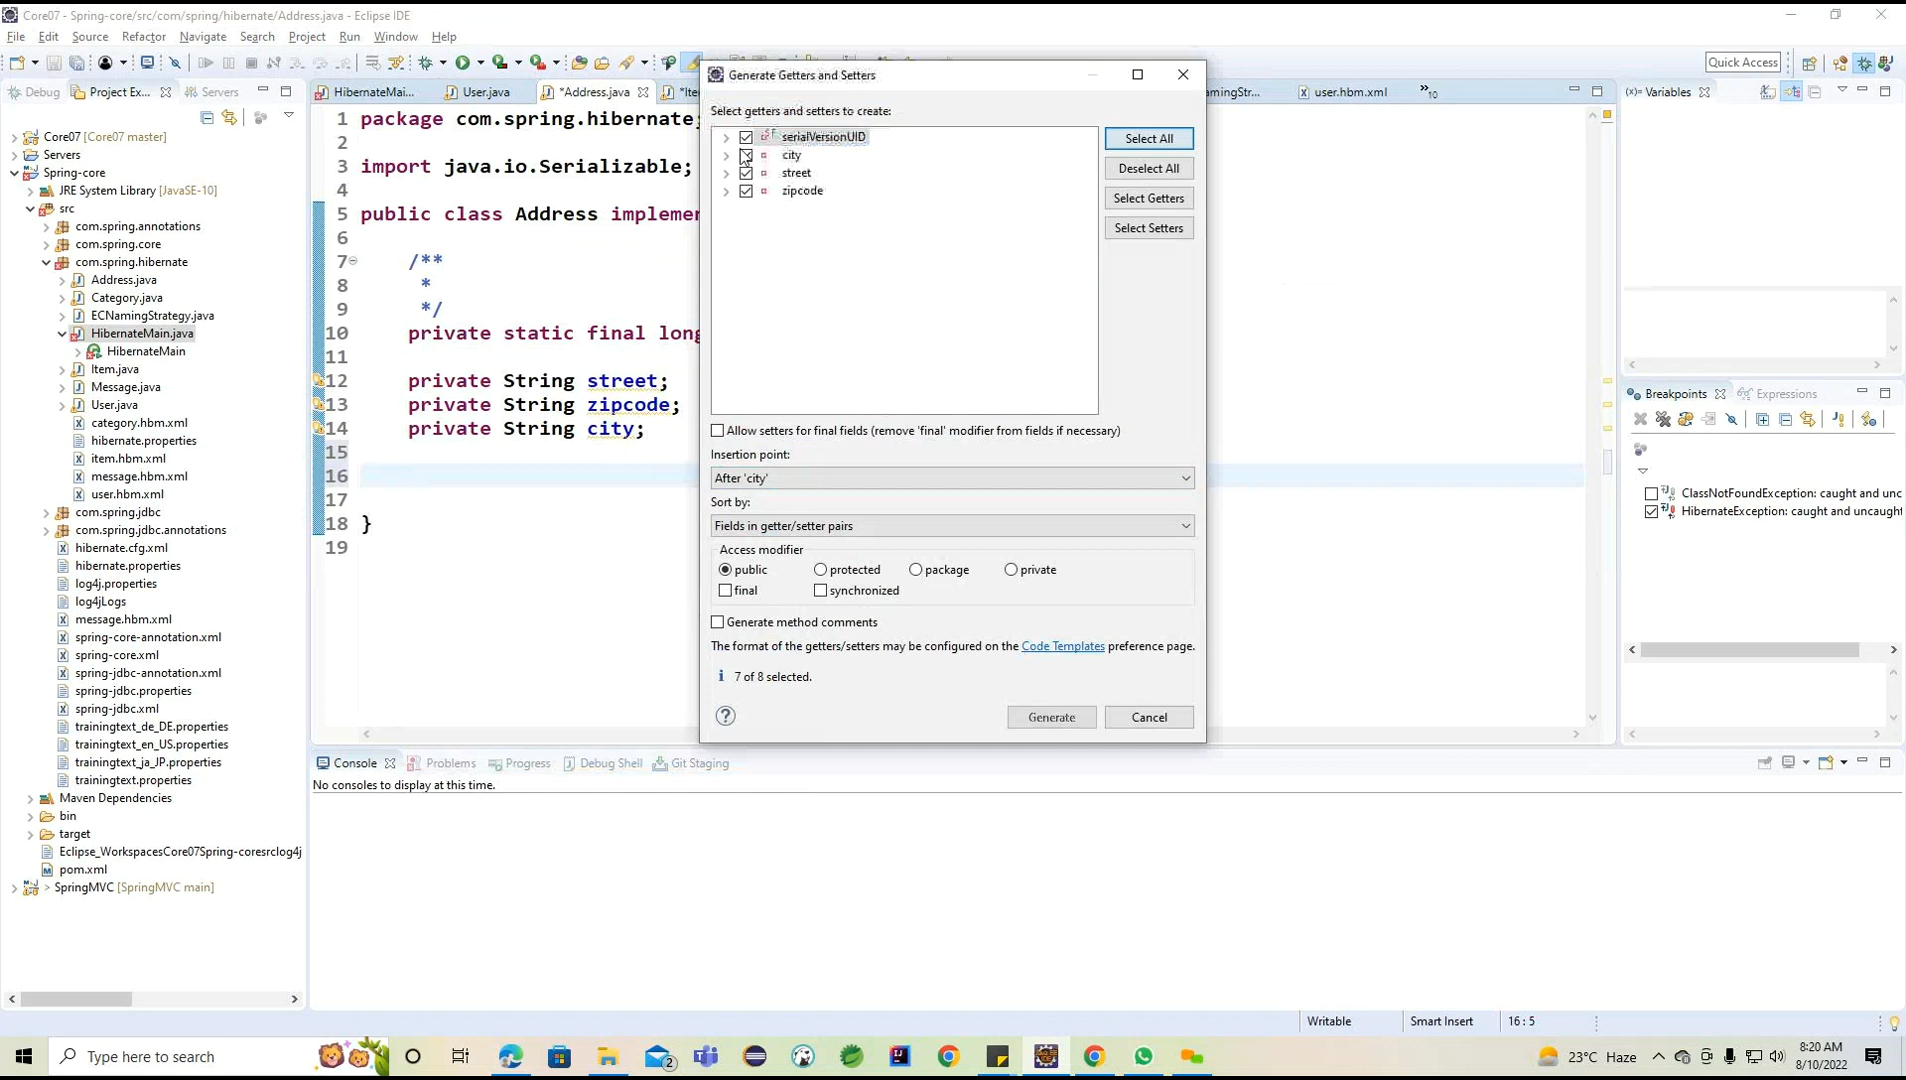 Core07 - Spring-core/src/com/spring/hibernate/Address.java - Eclipse IDE
File Edit Source Refactor Navigate Search Project Run Window Help
Quick Access
Debug Project Ex... Servers
HibernateMai... User.java *Address.java user.hbm.xml »10
(x)= Variables
Core07 [Core07 master]
Servers
Spring-core
JRE System Library [JavaSE-10]
src
com.spring.annotations
com.spring.core
com.spring.hibernate
Address.java
Category.java
ECNamingStrategy.java
HibernateMain.java
HibernateMain
Item.java
Message.java
User.java
category.hbm.xml
hibernate.properties
item.hbm.xml
message.hbm.xml
user.hbm.xml
com.spring.jdbc
com.spring.jdbc.annotations
hibernate.cfg.xml
hibernate.properties
log4j.properties
log4jLogs
message.hbm.xml
spring-core-annotation.xml
spring-core.xml
spring-jdbc-annotation.xml
spring-jdbc.properties
spring-jdbc.xml
trainingtext_de_DE.properties
trainingtext_en_US.properties
trainingtext_ja_JP.properties
trainingtext.properties
Maven Dependencies
bin
target
Eclipse_WorkspacesCore07Spring-coresrclog4j
pom.xml
> SpringMVC [SpringMVC main]
1 package com.spring.hibernate;
2
3 import java.io.Serializable;
4
5 public class Address implemen
6
7 /**
8 *
9 */
10 private static final long
11
12 private String street;
13 private String zipcode;
14 private String city;
15
16
17
18 }
19
Generate Getters and Setters
Select getters and setters to create:
serialVersionUID
city
street
zipcode
Select All
Deselect All
Select Getters
Select Setters
Allow setters for final fields (remove 'final' modifier from fields if necessary)
Insertion point:
After 'city'
Sort by:
Fields in getter/setter pairs
Access modifier
public protected package private
final synchronized
Generate method comments
The format of the getters/setters may be configured on the Code Templates preference page.
i 7 of 8 selected.
? Generate Cancel
Breakpoints Expressions
ClassNotFoundException: caught and unc
HibernateException: caught and uncaught
Console Problems Progress Debug Shell Git Staging
No consoles to display at this time.
Writable Smart Insert 16 : 5
Type here to search
2
23°C Haze
8:20 AM
8/10/2022